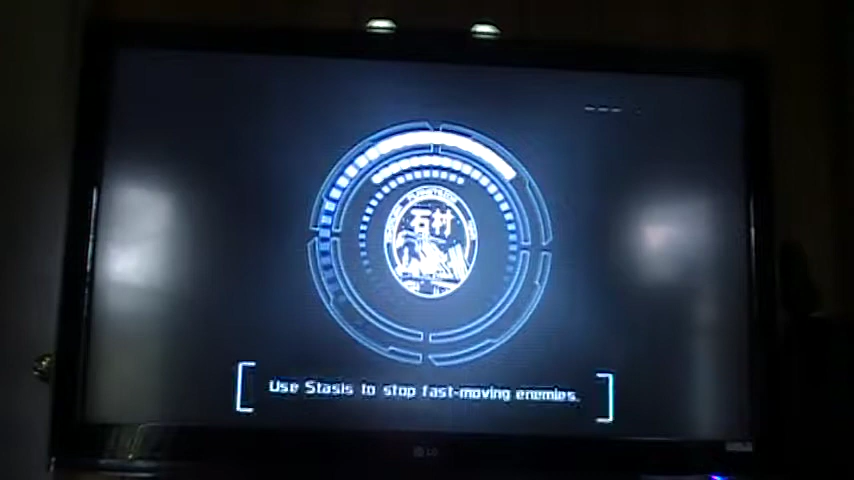 石村
Use Stasis to stop fast-moving enemies.
LG